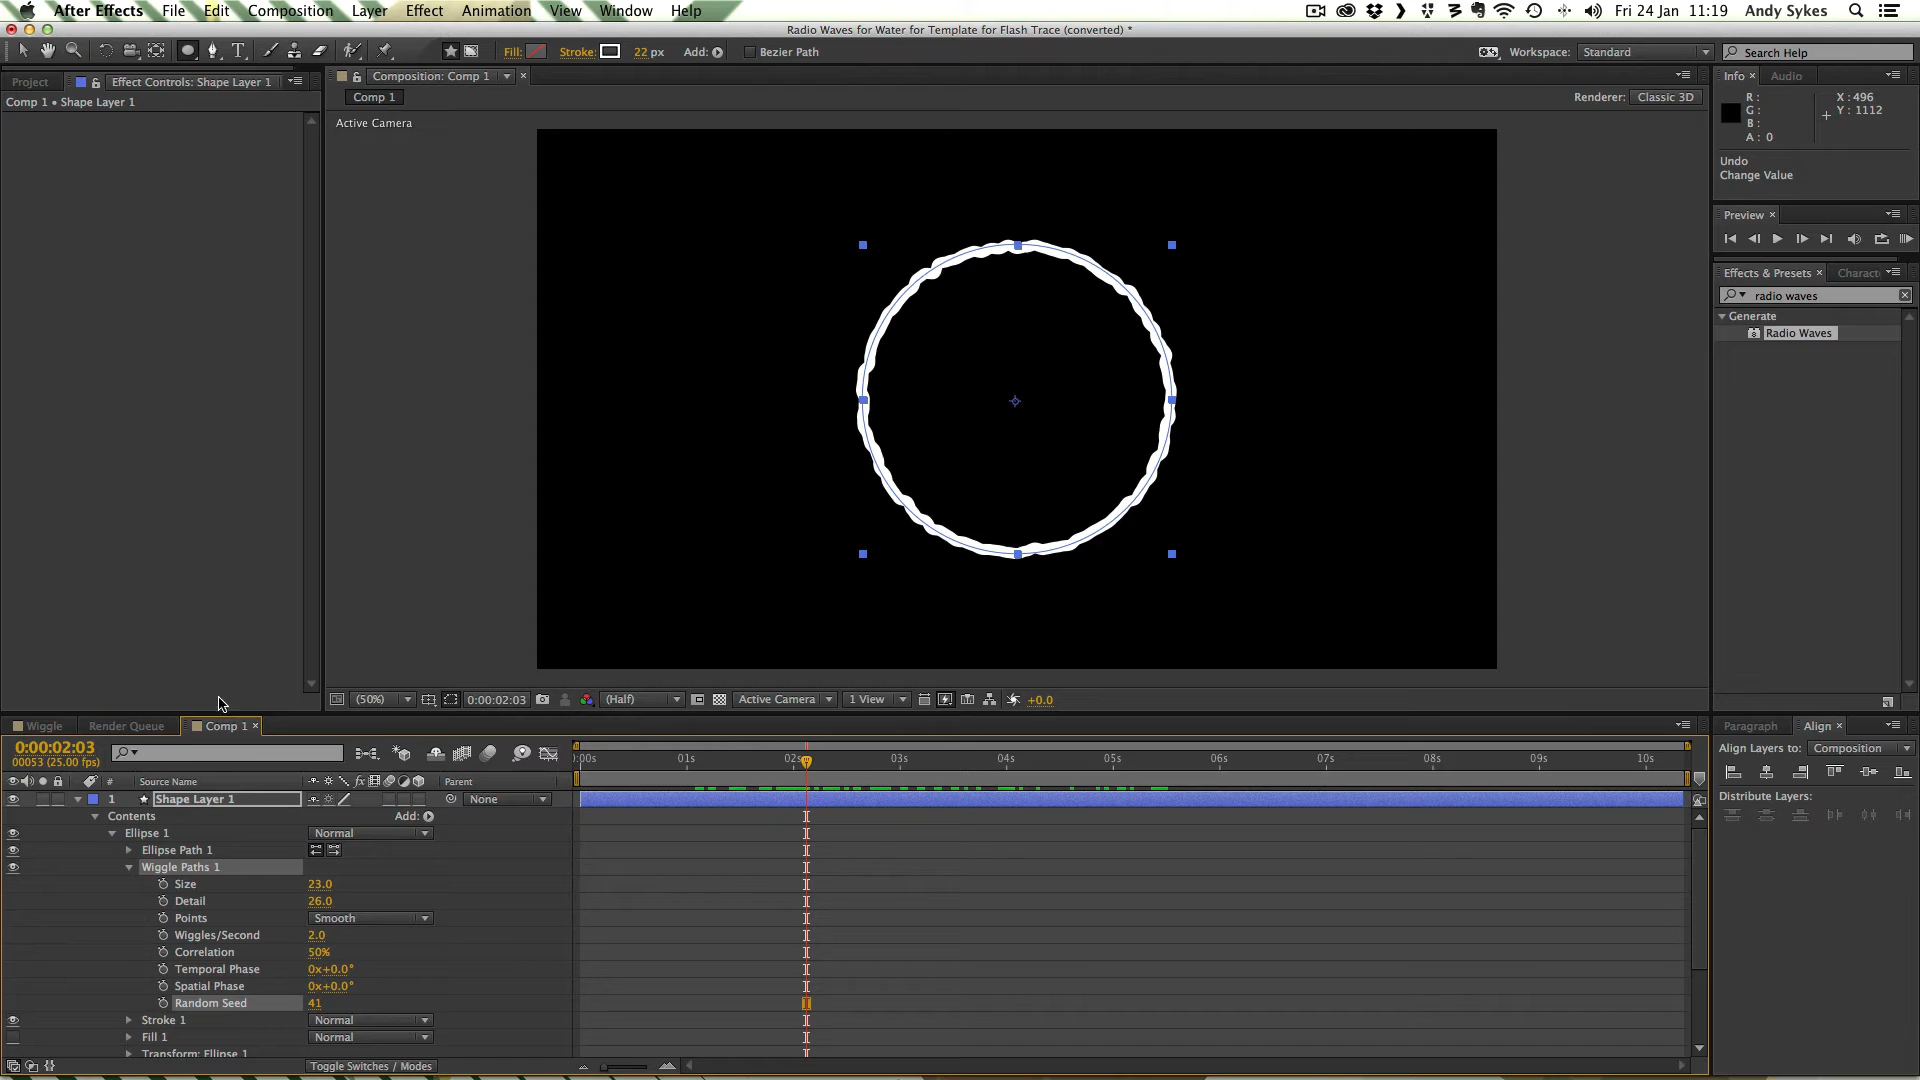 After Effects File Edit Composition Layer Effect Animation View Window Help Fri 24 Jan 11:19 Andy Sykes
Radio Waves for Water for Template for Flash Trace (converted) *
Fill: Stroke: 22 px Add: Bezier Path Workspace: Standard Search Help
Project Effect Controls: Shape Layer 1 Composition: Comp 1 Info Audio
Comp 1 • Shape Layer 1 Comp 1 Renderer: Classic 3D
Active Camera
R: X: 496
G: Y: 1112
B:
A: 0
Undo
Change Value
Preview
Effects & Presets Charact
radio waves
Generate
Radio Waves
(50%) 0:00:02:03 (Half) Active Camera 1 View +0.0
Wiggle Render Queue Comp 1 Paragraph Align
0:00:02:03
00053 (25.00 fps)
:00s 01s 02s 03s 04s 05s 06s 07s 08s 09s 10s
Align Layers to: Composition
Distribute Layers:
# Source Name Parent
1 Shape Layer 1 None
Contents Add:
Ellipse 1 Normal
Ellipse Path 1
Wiggle Paths 1
Size 23.0
Detail 26.0
Points Smooth
Wiggles/Second 2.0
Correlation 50%
Temporal Phase 0x+0.0°
Spatial Phase 0x+0.0°
Random Seed 41
Stroke 1 Normal
Fill 1 Normal
Transform: Ellipse 1
Toggle Switches / Modes